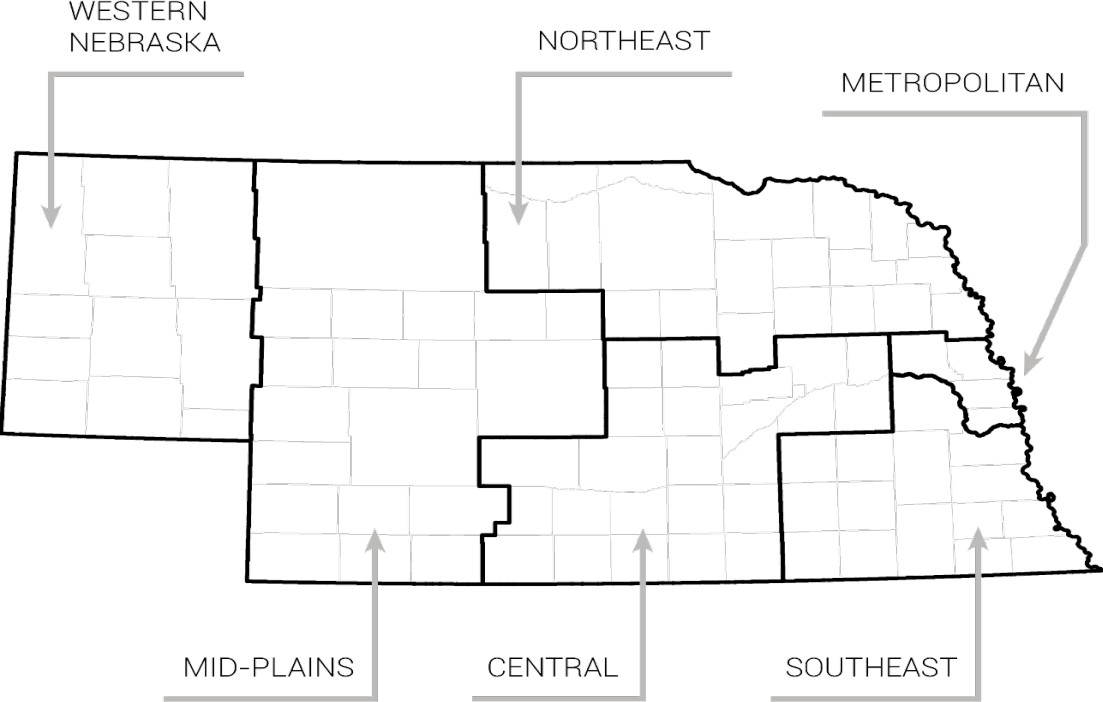 WESTERN
NEBRASKA
NORTHEAST
METROPOLITAN
MID-PLAINS
CENTRAL
SOUTHEAST